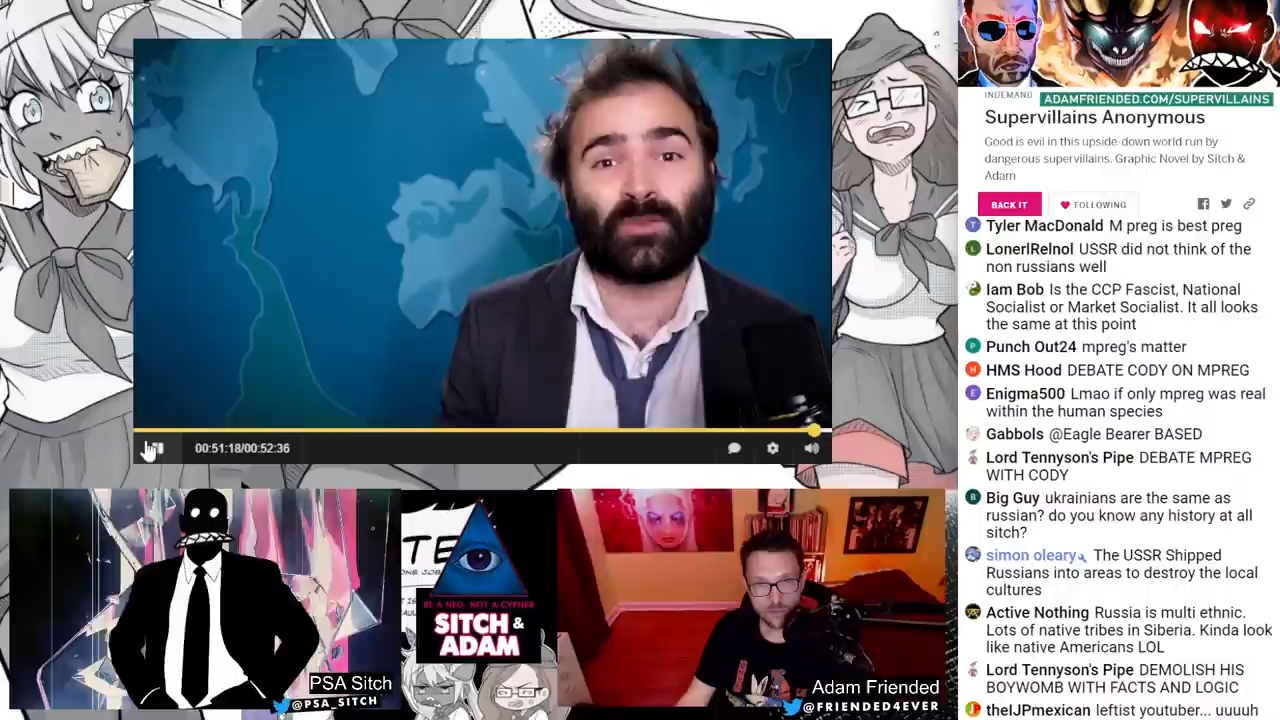 INDEMAND
ADAMFRIENDED.COM/SUPERVILLAINS
Supervillains Anonymous
Good is evil in this upside-down world run by
dangerous supervillains. Graphic Novel by Sitch &
Adam
BACK IT
FOLLOWING
Tyler MacDonald M preg is best preg
LonerIRelnol USSR did not think of the
non russians well
Iam Bob Is the CCP Fascist, National
Socialist or Market Socialist. It all looks
the same at this point
Punch Out24 mpreg's matter
HMS Hood DEBATE CODY ON MPREG
Enigma500 Lmao if only mpreg was real
within the human species
Gabbols @Eagle Bearer BASED
Lord Tennyson's Pipe DEBATE MPREG
WITH CODY
Big Guy ukrainians are the same as
russian? do you know any history at all
sitch?
simon oleary The USSR Shipped
Russians into areas to destroy the local
cultures
Active Nothing Russia is multi ethnic.
Lots of native tribes in Siberia. Kinda look
like native Americans LOL
Lord Tennyson's Pipe DEMOLISH HIS
BOYWOMB WITH FACTS AND LOGIC
theIJPmexican leftist youtuber... uuuuh
00:51:18/00:52:36
BE A NEO, NOT A CYPHER
SITCH &
ADAM
PSA Sitch
@PSA_SITCH
Adam Friended
@FRIENDED4EVER